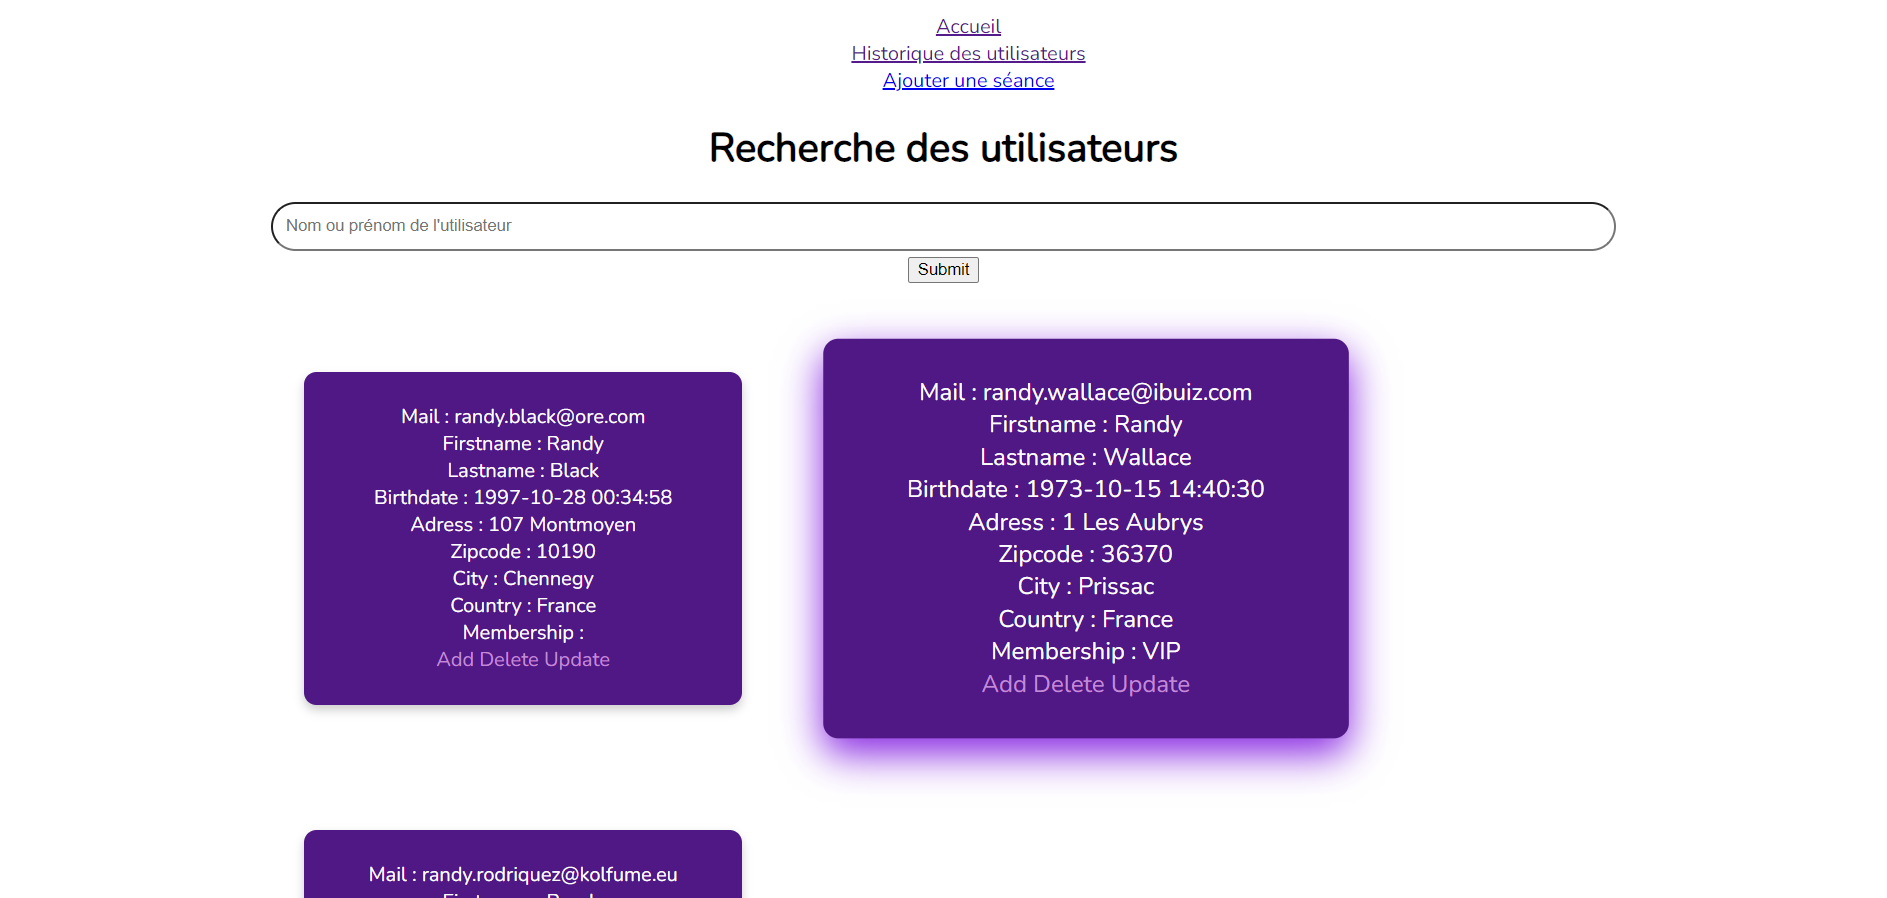 Accueil
Historique des utilisateurs
Ajouter une séance
Recherche des utilisateurs
Nom ou prénom de l'utilisateur
Submit
Mail : randy.black@ore.com
Firstname : Randy
Lastname : Black
Birthdate : 1997-10-28 00:34:58
Adress : 107 Montmoyen
Zipcode : 10190
City : Chennegy
Country : France
Membership :
Add Delete Update
Mail : randy.wallace@ibuiz.com
Firstname : Randy
Lastname : Wallace
Birthdate : 1973-10-15 14:40:30
Adress : 1 Les Aubrys
Zipcode : 36370
City : Prissac
Country : France
Membership : VIP
Add Delete Update
Mail : randy.rodriquez@kolfume.eu